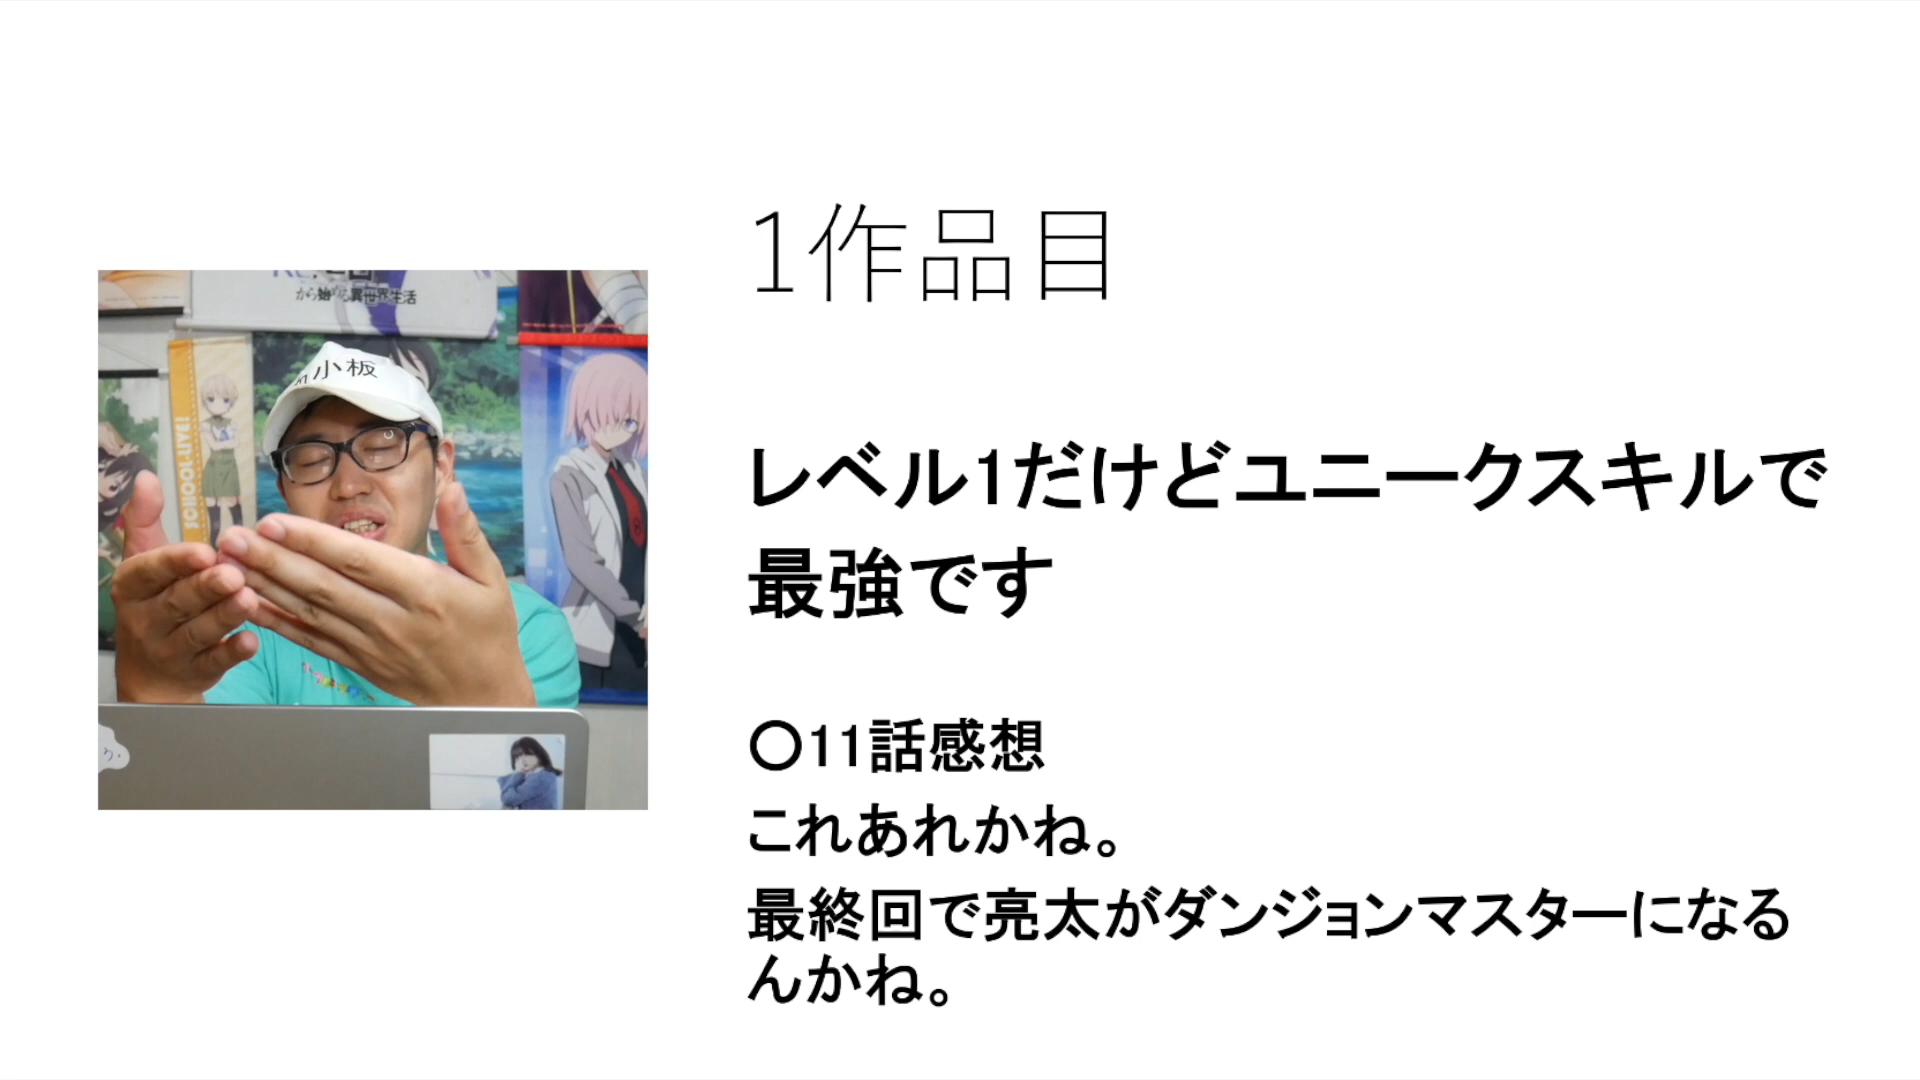 1作品目
レベル1だけどユニークスキルで
最強です
〇11話感想
これあれかね。
最終回で亮太がダンジョンマスターになる
んかね。
から始める異世界生活
小板
SCHOOL-LIVE!